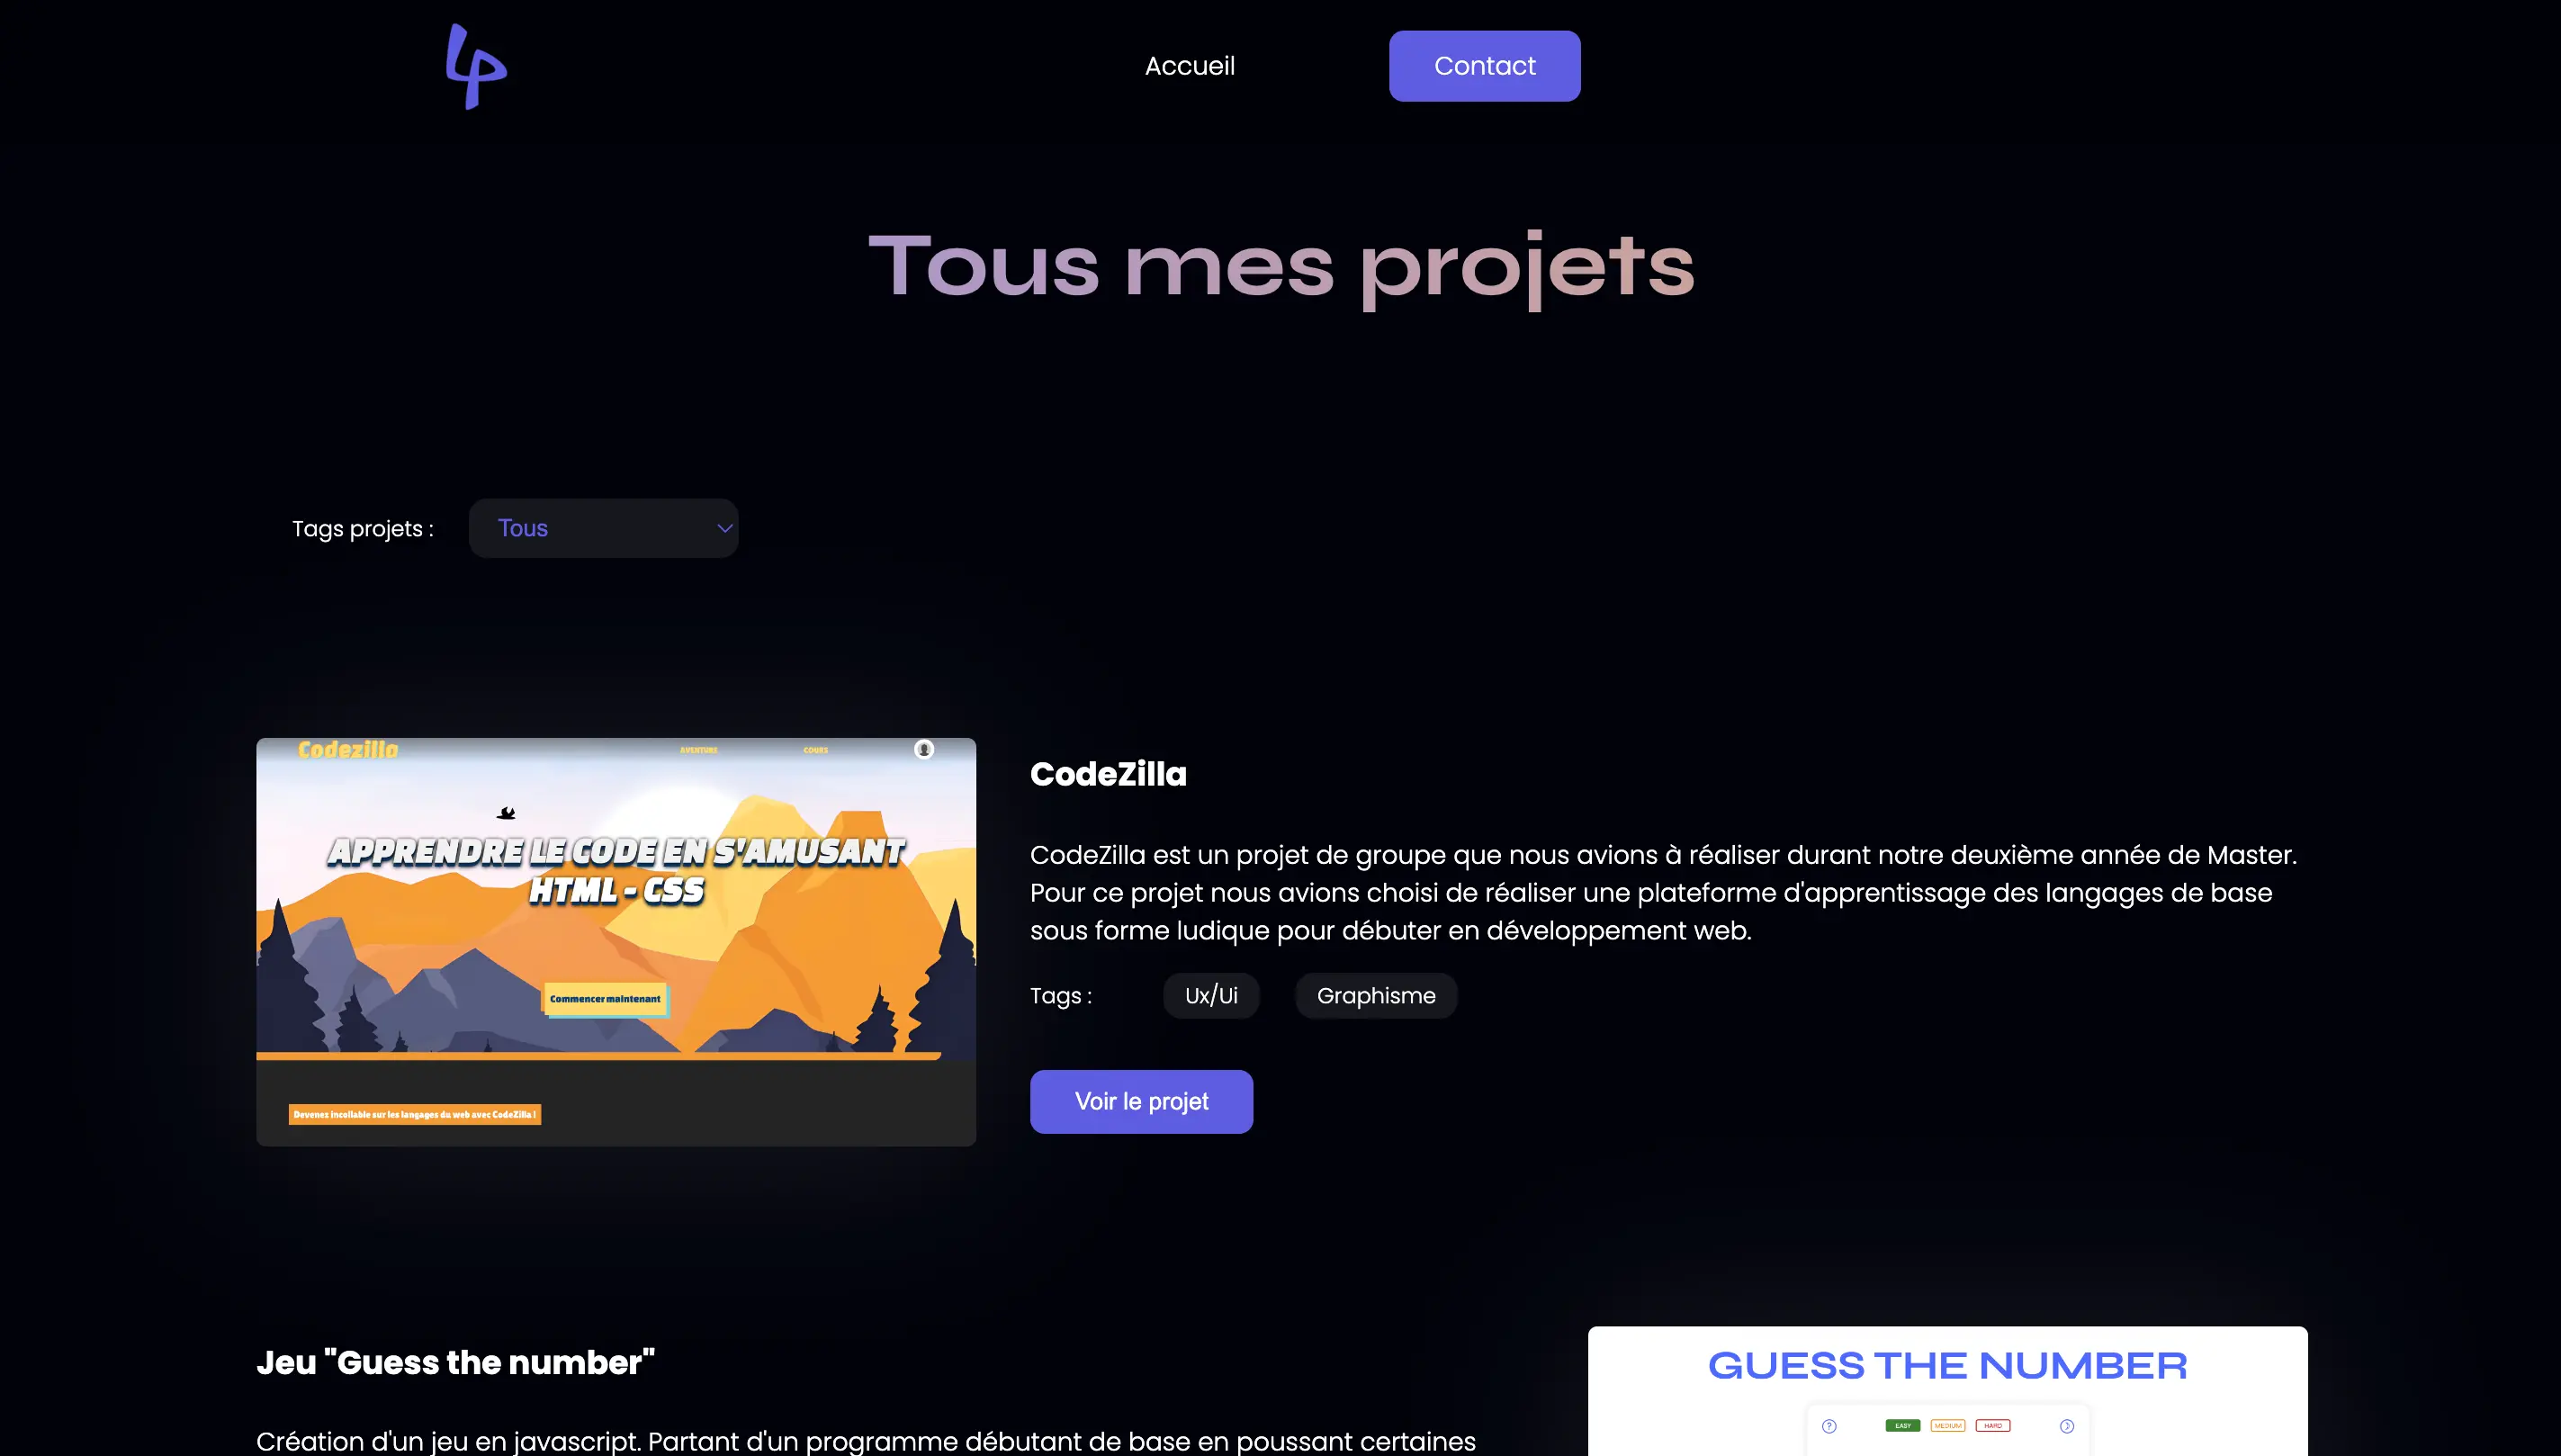 Accueil
Contact
Tous mes projets
Tags projets :
Tous
Codezilla
AVENTURE
COURS
APPRENDRE LE CODE EN S'AMUSANT
HTML - CSS
Commencer maintenant
Devenez incollable sur les langages du web avec CodeZilla !
CodeZilla
CodeZilla est un projet de groupe que nous avions à réaliser durant notre deuxième année de Master.
Pour ce projet nous avions choisi de réaliser une plateforme d'apprentissage des langages de base
sous forme ludique pour débuter en développement web.
Tags :
Ux/Ui
Graphisme
Voir le projet
Jeu "Guess the number"
Création d'un jeu en javascript. Partant d'un programme débutant de base en poussant certaines
GUESS THE NUMBER
?
EASY
MEDIUM
HARD